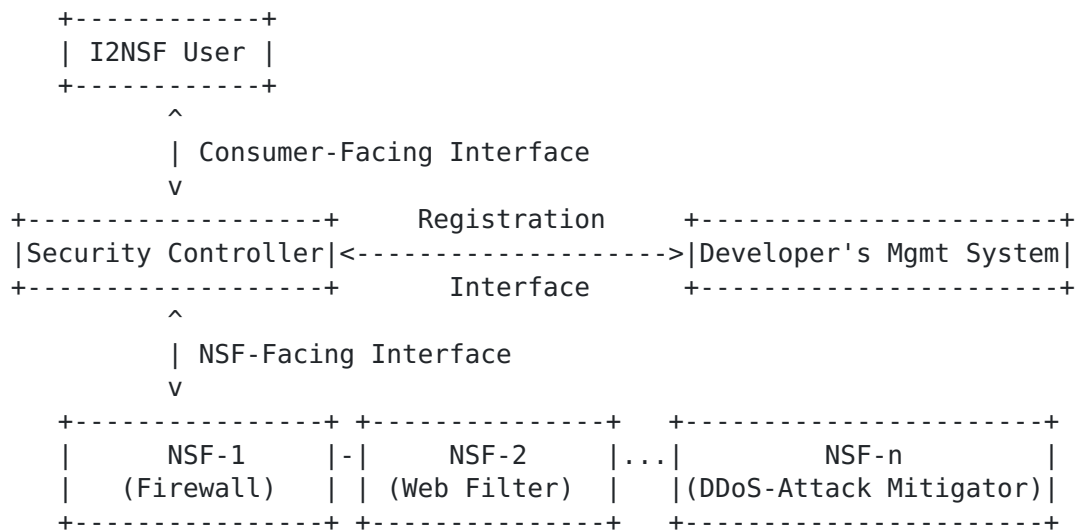 +------------+
| I2NSF User |
+------------+
^
| Consumer-Facing Interface
v
+-------------------+     Registration     +-----------------------+
|Security Controller|<-------------------->|Developer's Mgmt System|
+-------------------+       Interface      +-----------------------+
^
| NSF-Facing Interface
v
+----------------+ +---------------+   +-----------------------+
|      NSF-1     |-|     NSF-2     |...|         NSF-n         |
|   (Firewall)   | | (Web Filter)  |   |(DDoS-Attack Mitigator)|
+----------------+ +---------------+   +-----------------------+